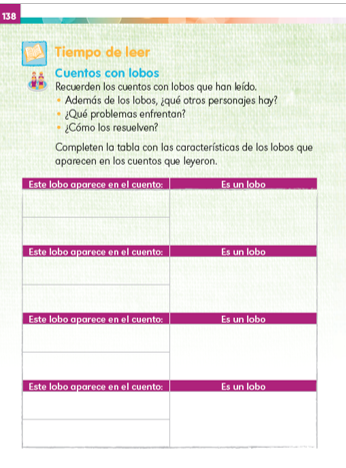 138
Tiempo de leer
Cuentos con lobos
Recuerden los cuentos con lobos que han leído.
• Además de los lobos, ¿qué otros personajes hay?
• ¿Qué problemas enfrentan?
• ¿Cómo los resuelven?
Completen la tabla con las características de los lobos que
aparecen en los cuentos que leyeron.
Este lobo aparece en el cuento: Es un lobo
Este lobo aparece en el cuento: Es un lobo
Este lobo aparece en el cuento: Es un lobo
Este lobo aparece en el cuento: Es un lobo